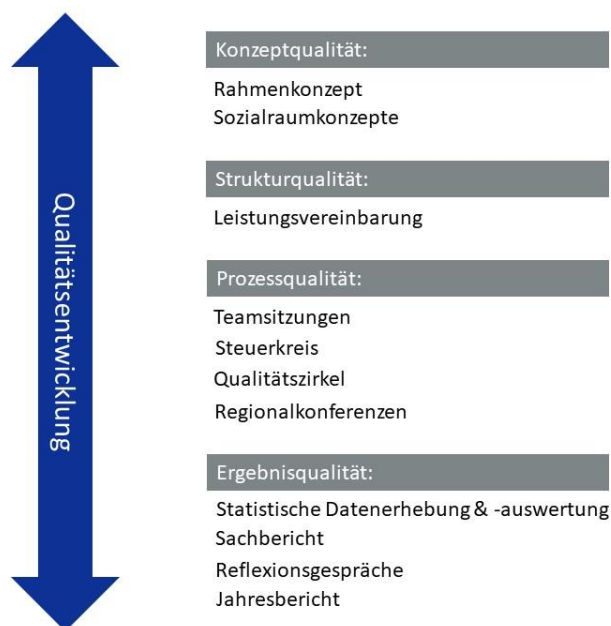 Qualitätsentwicklung
Konzeptqualität:
Rahmenkonzept
Sozialraumkonzepte
Strukturqualität:
Leistungsvereinbarung
Prozessqualität:
Teamsitzungen
Steuerkreis
Qualitätszirkel
Regionalkonferenzen
Ergebnisqualität:
Statistische Datenerhebung & -auswertung
Sachbericht
Reflexionsgespräche
Jahresbericht